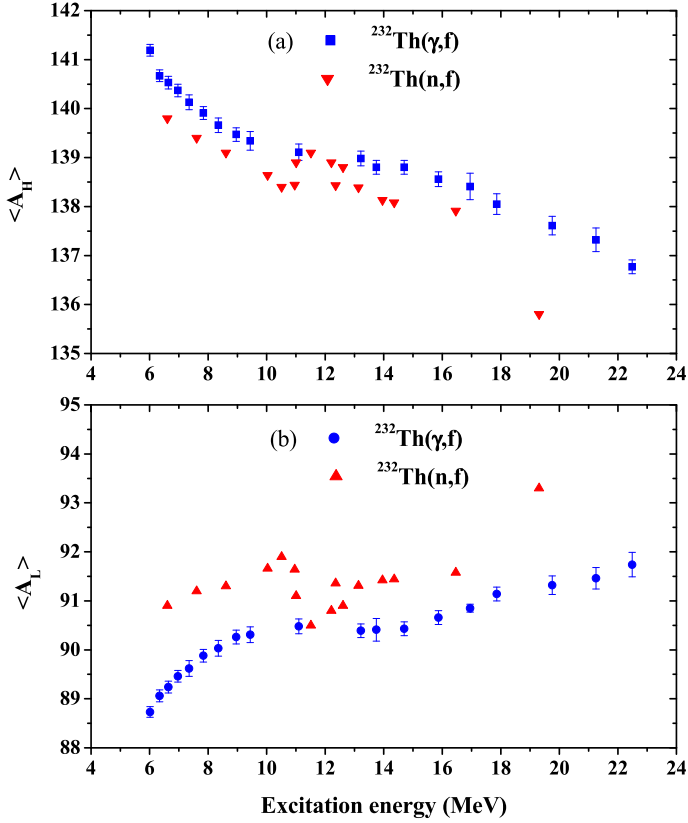 142
141
140
139
138
137
136
135
<A_H>
(a)
²³²Th(γ,f)
²³²Th(n,f)
4 6 8 10 12 14 16 18 20 22 24
95
94
93
92
91
90
89
88
<A_L>
(b)
²³²Th(γ,f)
²³²Th(n,f)
4 6 8 10 12 14 16 18 20 22 24
Excitation energy (MeV)